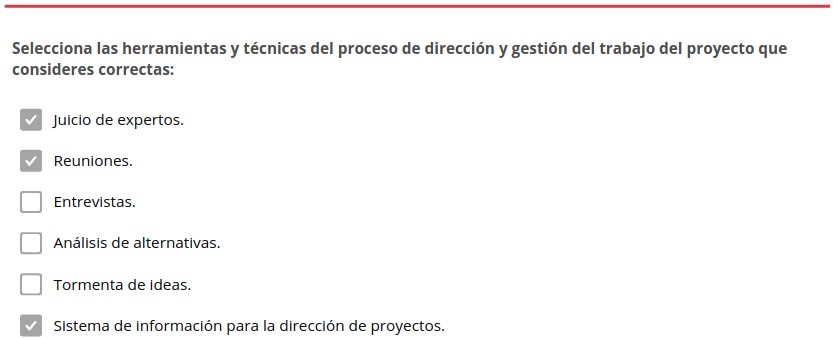 Selecciona las herramientas y técnicas del proceso de dirección y gestión del trabajo del proyecto que
consideres correctas:
Juicio de expertos.
Reuniones.
Entrevistas.
Análisis de alternativas.
Tormenta de ideas.
Sistema de información para la dirección de proyectos.